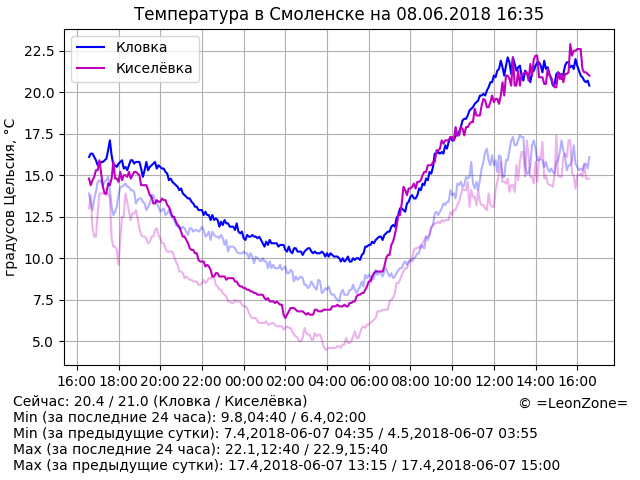 Температура в Смоленске на 08.06.2018 16:35
градусов Цельсия, °C
Кловка
Киселёвка
22.5
20.0
17.5
15.0
12.5
10.0
7.5
5.0
16:00 18:00 20:00 22:00 00:00 02:00 04:00 06:00 08:00 10:00 12:00 14:00 16:00
Сейчас: 20.4 / 21.0 (Кловка / Киселёвка)
© =LeonZone=
Min (за последние 24 часа): 9.8,04:40 / 6.4,02:00
Min (за предыдущие сутки): 7.4,2018-06-07 04:35 / 4.5,2018-06-07 03:55
Max (за последние 24 часа): 22.1,12:40 / 22.9,15:40
Max (за предыдущие сутки): 17.4,2018-06-07 13:15 / 17.4,2018-06-07 15:00